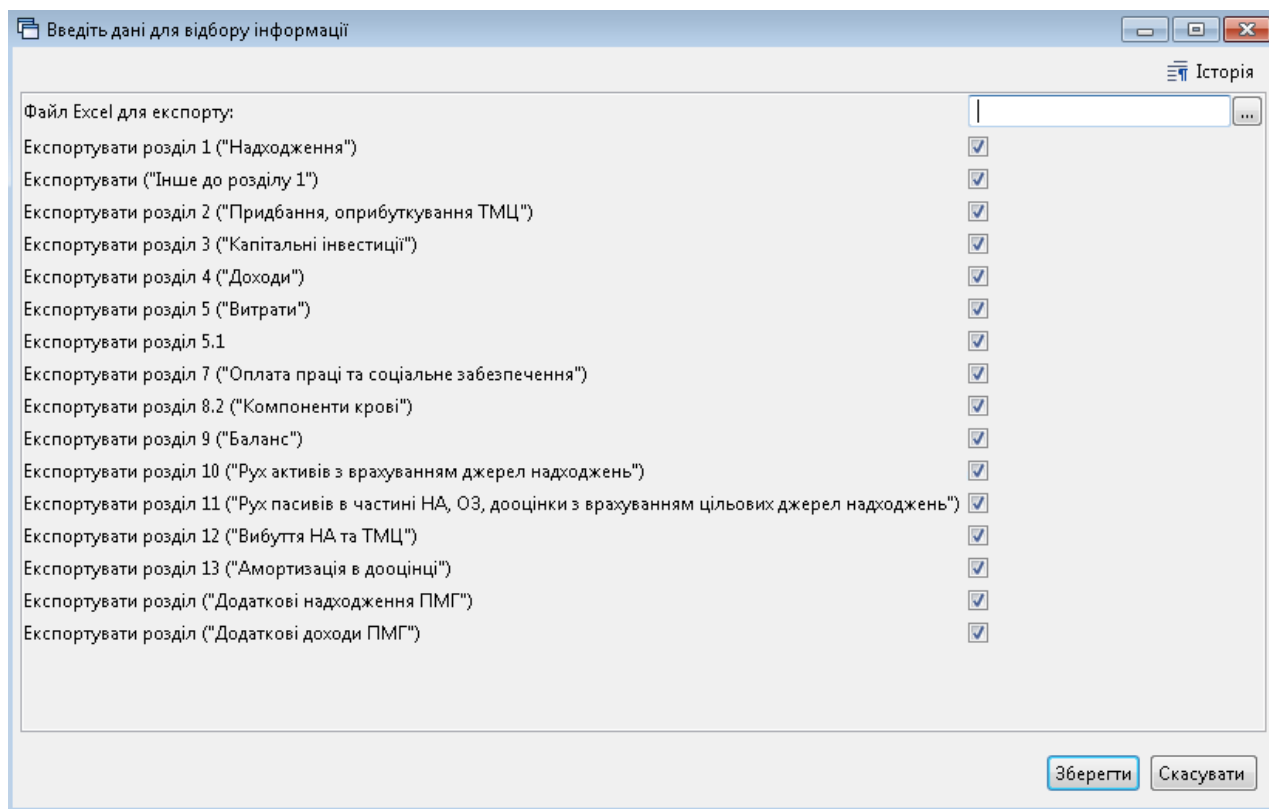 Введіть дані для відбору інформації
Історія
Файл Excel для експорту:
...
Експортувати розділ 1 ("Надходження")
Експортувати ("Інше до розділу 1")
Експортувати розділ 2 ("Придбання, оприбуткування ТМЦ")
Експортувати розділ 3 ("Капітальні інвестиції")
Експортувати розділ 4 ("Доходи")
Експортувати розділ 5 ("Витрати")
Експортувати розділ 5.1
Експортувати розділ 7 ("Оплата праці та соціальне забезпечення")
Експортувати розділ 8.2 ("Компоненти крові")
Експортувати розділ 9 ("Баланс")
Експортувати розділ 10 ("Рух активів з врахуванням джерел надходжень")
Експортувати розділ 11 ("Рух пасивів в частині НА, ОЗ, дооцінки з врахуванням цільових джерел надходжень")
Експортувати розділ 12 ("Вибуття НА та ТМЦ")
Експортувати розділ 13 ("Амортизація в дооцінці")
Експортувати розділ ("Додаткові надходження ПМГ")
Експортувати розділ ("Додаткові доходи ПМГ")
Зберегти Скасувати